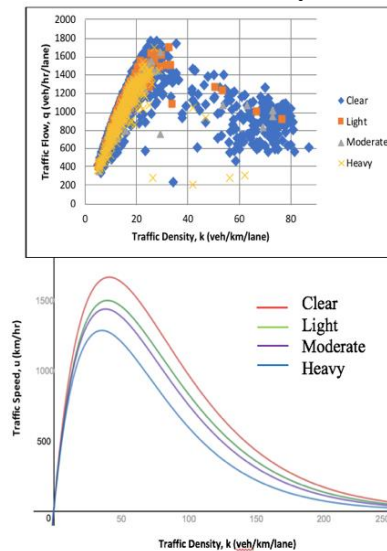 2000
1800
1600
1400
1200
1000
800
600
400
200
0
Traffic Flow, q (veh/hr/lane)
0 20 40 60 80
Traffic Density, k (veh/km/lane)
Clear
Light
Moderate
Heavy
1500
1000
500
0
Traffic Speed, u (km/hr)
Clear
Light
Moderate
Heavy
50 100 150 200 250
Traffic Density, k (veh/km/lane)